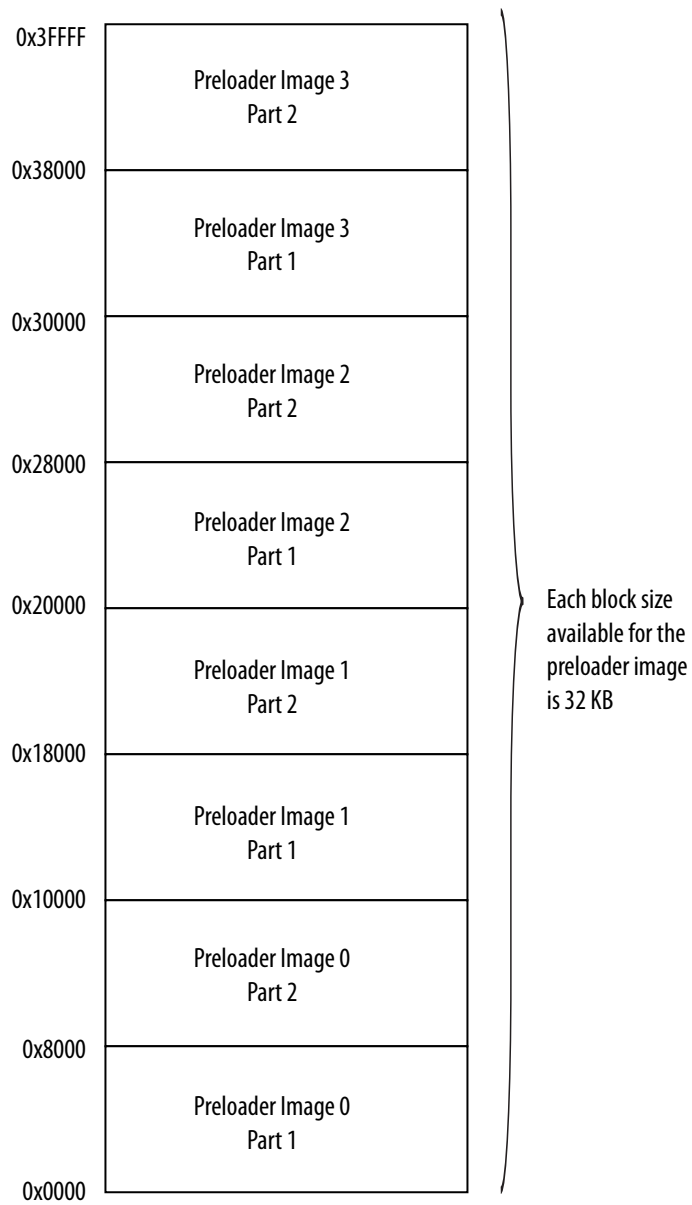 0x3FFFF
Preloader Image 3
Part 2
0x38000
Preloader Image 3
Part 1
0x30000
Preloader Image 2
Part 2
0x28000
Preloader Image 2
Part 1
0x20000
Each block size
available for the
preloader image
is 32 KB
Preloader Image 1
Part 2
0x18000
Preloader Image 1
Part 1
0x10000
Preloader Image 0
Part 2
0x8000
Preloader Image 0
Part 1
0x0000